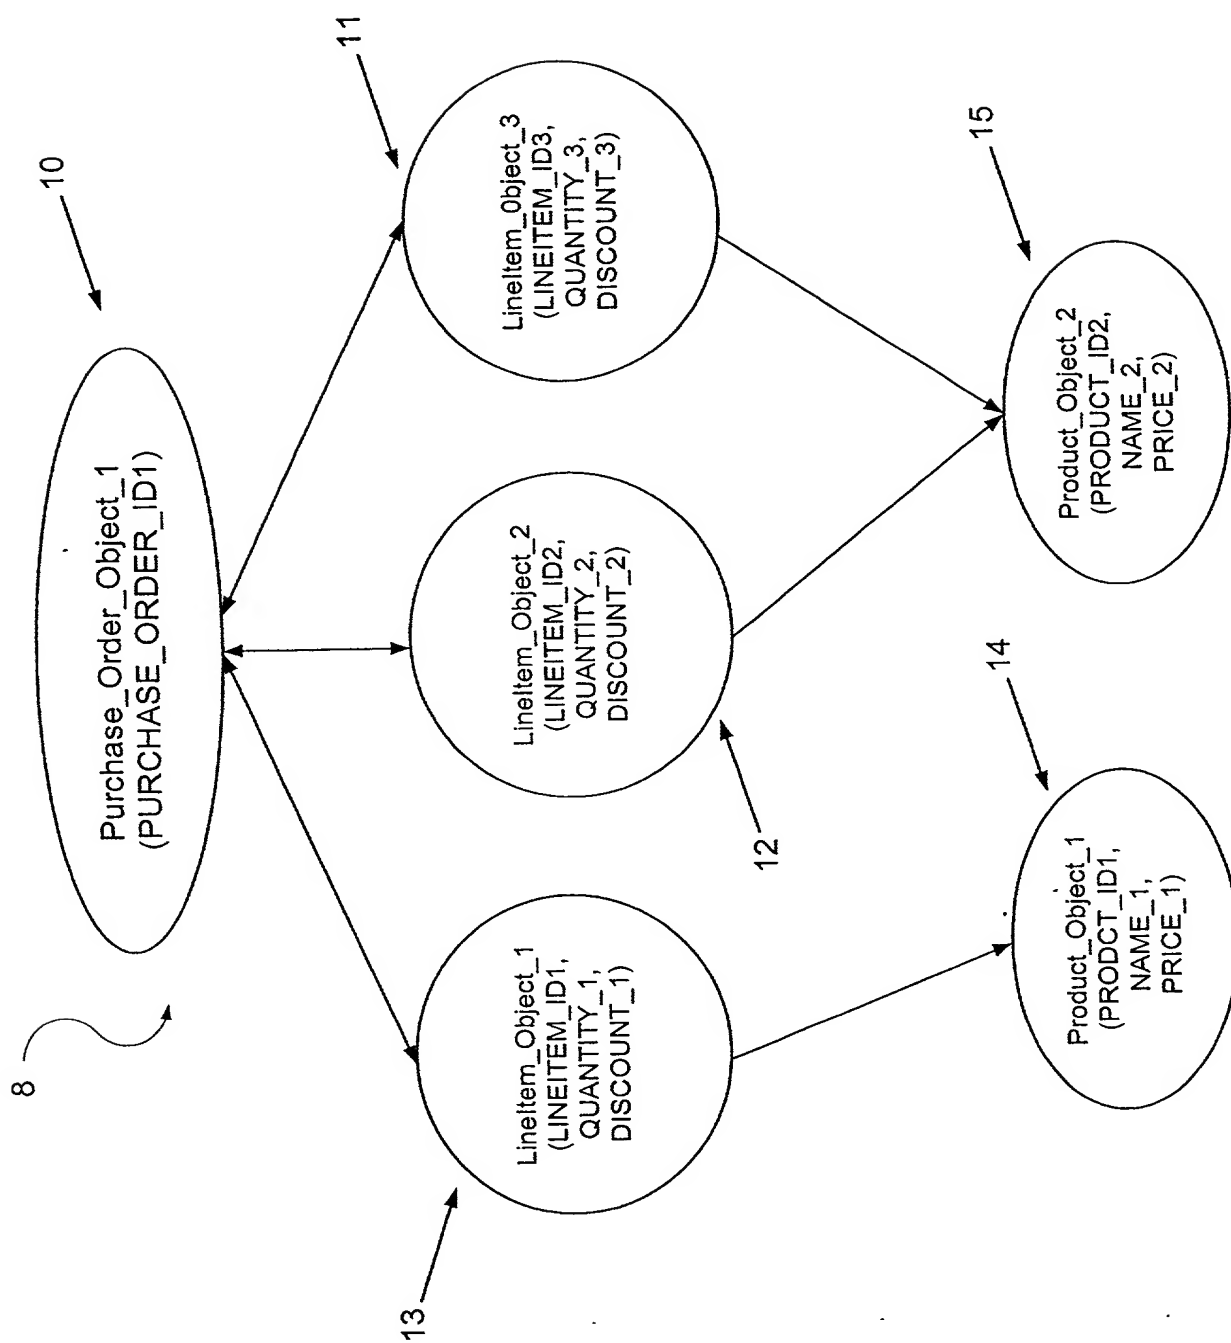 8
10
Purchase_Order_Object_1
(PURCHASE_ORDER_ID1)
13
LineItem_Object_1
(LINEITEM_ID1,
QUANTITY_1,
DISCOUNT_1)
12
LineItem_Object_2
(LINEITEM_ID2,
QUANTITY_2,
DISCOUNT_2)
11
LineItem_0bject_3
(LINEITEM_ID3,
QUANTITY_3,
DISCOUNT_3)
14
Product_Object_1
(PRODCT_ID1,
NAME_1,
PRICE_1)
15
Product_Object_2
(PRODUCT_ID2,
NAME_2,
PRICE_2)